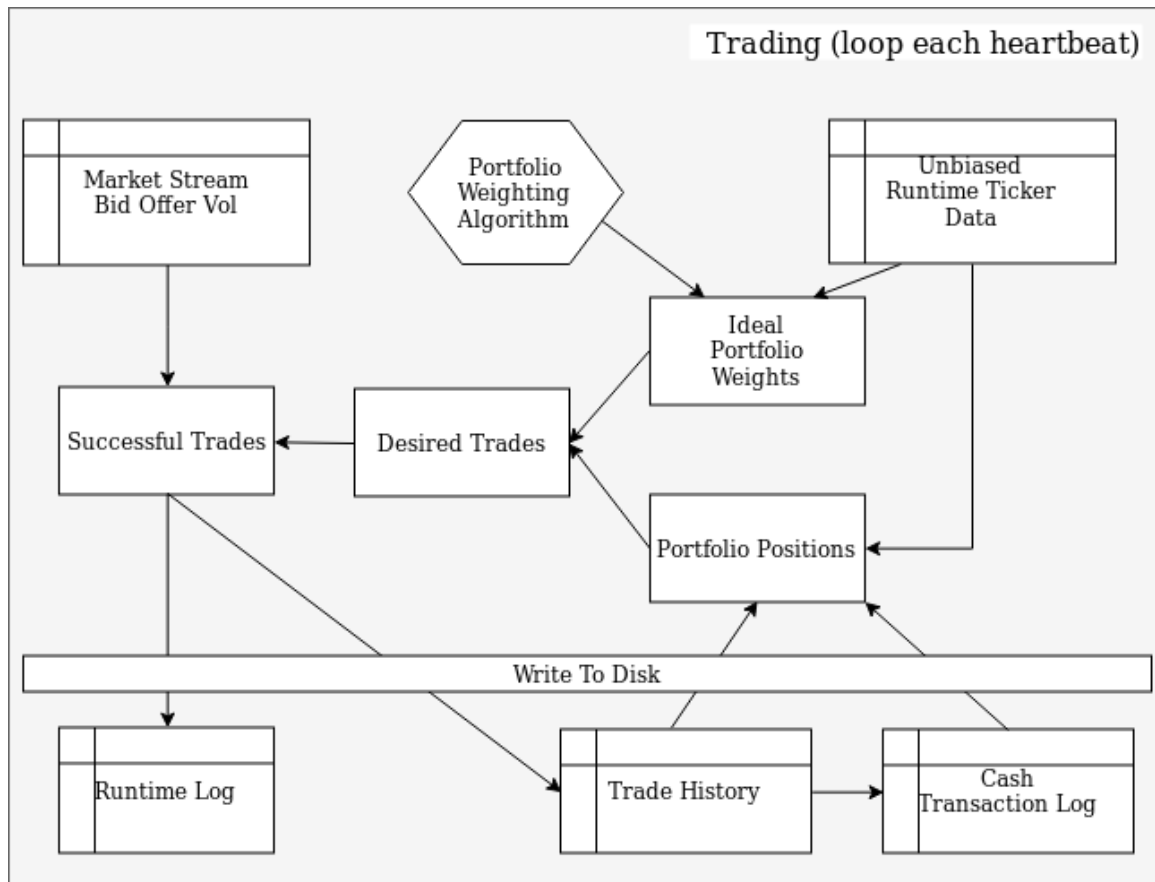 Trading (loop each heartbeat)
Market Stream
Bid Offer Vol
Portfolio
Weighting
Algorithm
Unbiased
Runtime Ticker
Data
Ideal
Portfolio
Weights
Successful Trades
Desired Trades
Portfolio Positions
Write To Disk
Runtime Log
Trade History
Cash
Transaction Log